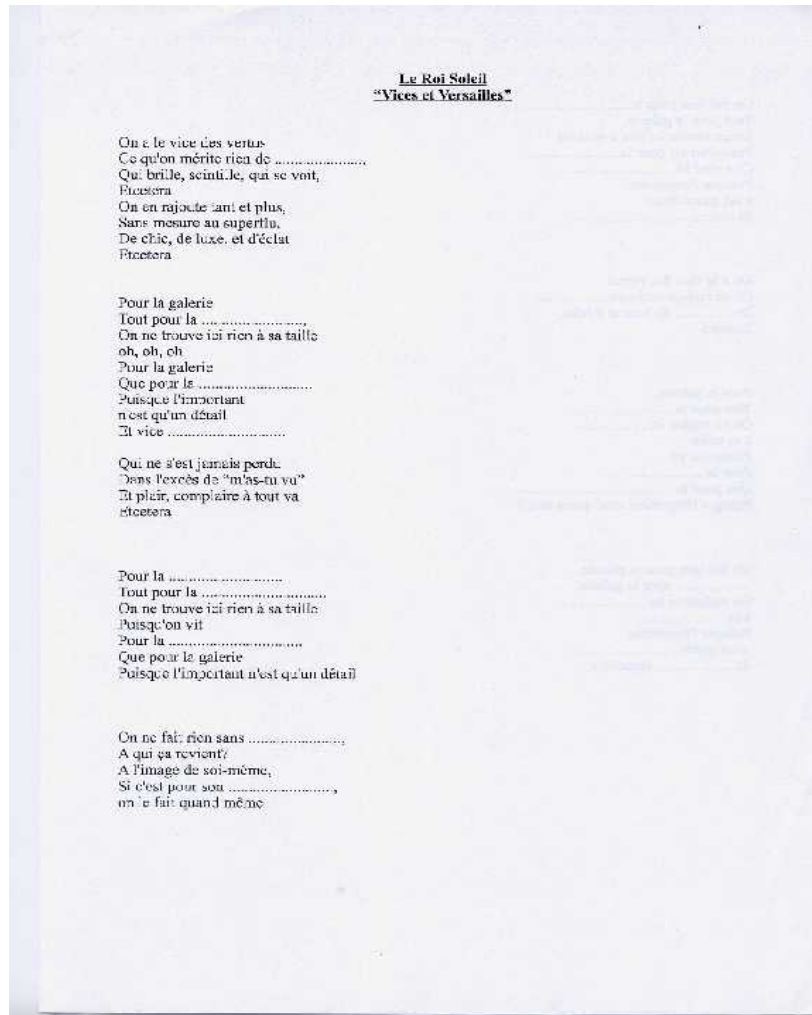 Le Roi Soleil
“Vices et Versailles”
On a le vice des vertus
Ce qu'on mérite rien de .......................,
Qui brille, scintille, qui se voit,
Etcetera
On en rajoute tant et plus,
Sans mesure au superflu,
De chic, de luxe, et d'éclat
Etcetera
Pour la galerie
Tout pour la .........................,
On ne trouve ici rien à sa taille
oh, oh, oh
Pour la galerie
Que pour la ............................
Puisque l'important
n'est qu'un détail
Et vice .............................
Qui ne s'est jamais perdu
Dans l'excès de “m'as-tu vu”
Et plair, complaire à tout va
Etcetera
Pour la ............................
Tout pour la ...............................
On ne trouve ici rien à sa taille
Puisqu'on vit
Pour la .................................
Que pour la galerie
Puisque l'important n'est qu'un détail
On ne fait rien sans .......................,
A qui ça revient?
A l'image de soi-même,
Si c'est pour son ..........................,
on le fait quand même